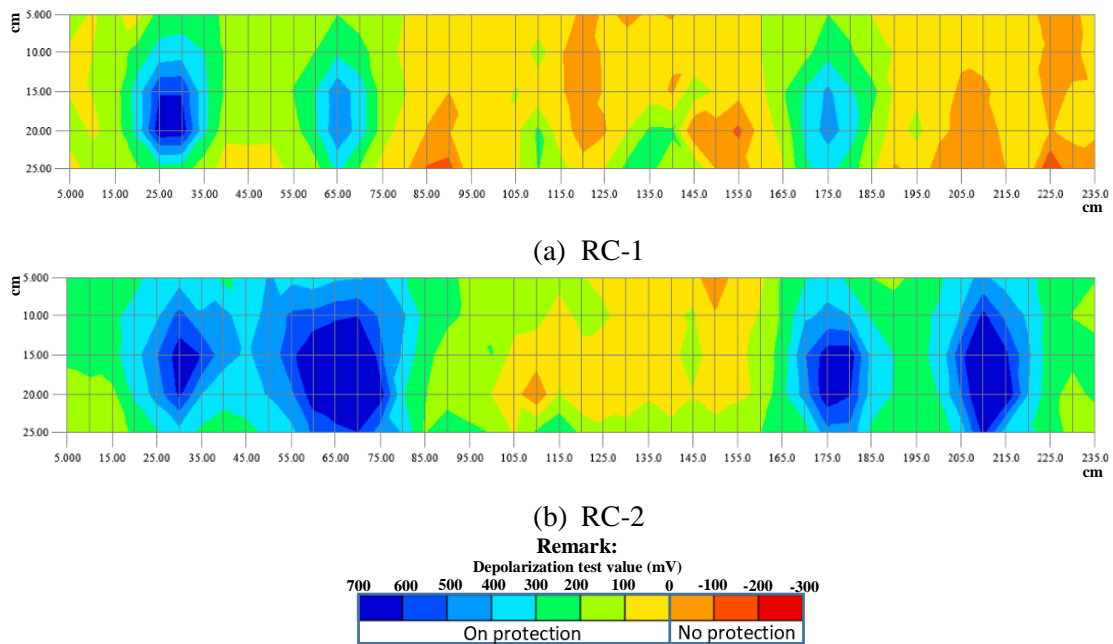 cm
5.000
10.00
15.00
20.00
25.00
5.000 15.00 25.00 35.00 45.00 55.00 65.00 75.00 85.00 95.00 105.0 115.0 125.0 135.0 145.0 155.0 165.0 175.0 185.0 195.0 205.0 215.0 225.0 235.0
cm
(a) RC-1
cm
5.000
10.00
15.00
20.00
25.00
5.000 15.00 25.00 35.00 45.00 55.00 65.00 75.00 85.00 95.00 105.0 115.0 125.0 135.0 145.0 155.0 165.0 175.0 185.0 195.0 205.0 215.0 225.0 235.0
cm
(b) RC-2
Remark:
Depolarization test value (mV)
700 600 500 400 300 200 100 0 -100 -200 -300
On protection No protection